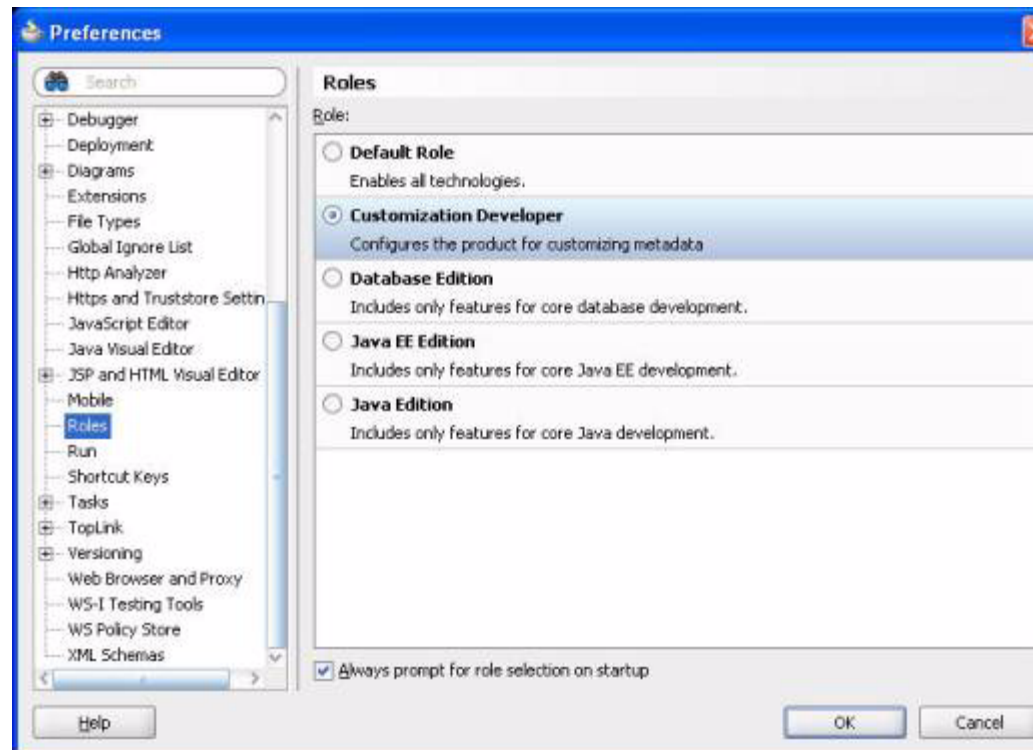 Preferences
Search
Debugger
Deployment
Diagrams
Extensions
File Types
Global Ignore List
Http Analyzer
Https and Truststore Settin
JavaScript Editor
Java Visual Editor
JSP and HTML Visual Editor
Mobile
Roles
Run
Shortcut Keys
Tasks
TopLink
Versioning
Web Browser and Proxy
WS-I Testing Tools
WS Policy Store
XML Schemas
Roles
Role:
Default Role
Enables all technologies.
Customization Developer
Configures the product for customizing metadata
Database Edition
Includes only features for core database development.
Java EE Edition
Includes only features for core Java EE development.
Java Edition
Includes only features for core Java development.
Always prompt for role selection on startup
Help
OK
Cancel